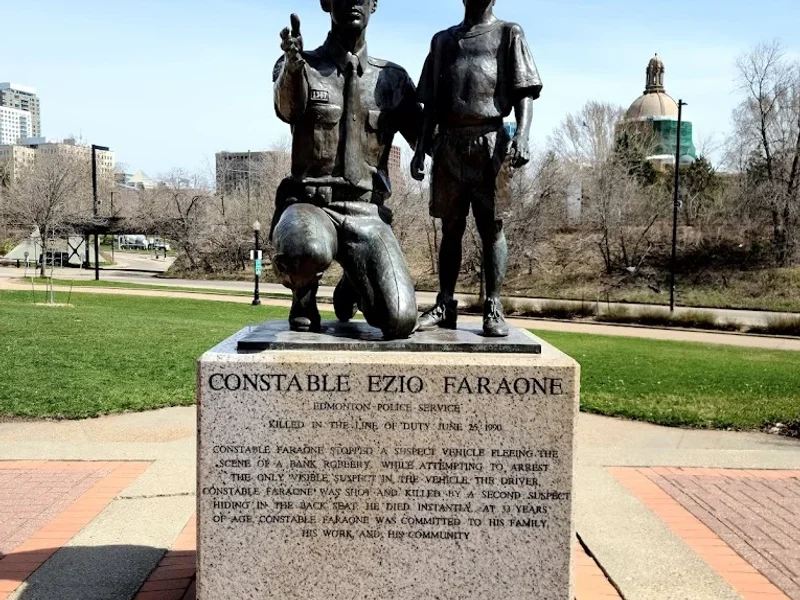 CONSTABLE EZIO FARAONE
EDMONTON POLICE SERVICE
KILLED IN THE LINE OF DUTY JUNE 25, 1990
CONSTABLE FARAONE STOPPED A SUSPECT VEHICLE FLEEING THE
SCENE OF A BANK ROBBERY. WHILE ATTEMPTING TO ARREST
THE ONLY VISIBLE SUSPECT IN THE VEHICLE, THE DRIVER,
CONSTABLE FARAONE WAS SHOT AND KILLED BY A SECOND SUSPECT
HIDING IN THE BACK SEAT. HE DIED INSTANTLY. AT 33 YEARS
OF AGE, CONSTABLE FARAONE WAS COMMITTED TO HIS FAMILY,
HIS WORK, AND, HIS COMMUNITY